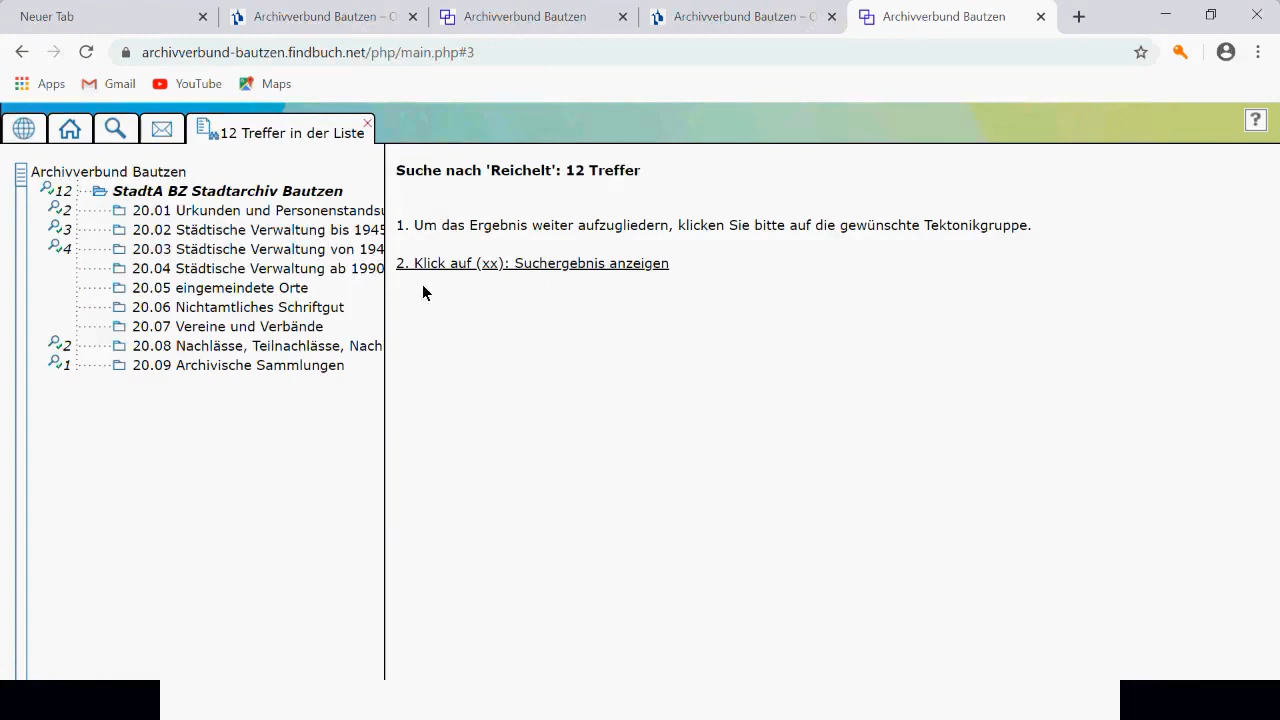 Neuer Tab
Archivverbund Bautzen – O
Archivverbund Bautzen
Archivverbund Bautzen – O
Archivverbund Bautzen
archivverbund-bautzen.findbuch.net/php/main.php#3
Apps Gmail YouTube Maps
12 Treffer in der Liste
?
Archivverbund Bautzen
12 StadtA BZ Stadtarchiv Bautzen
2 20.01 Urkunden und Personenstandsu
3 20.02 Städtische Verwaltung bis 1945
4 20.03 Städtische Verwaltung von 194
20.04 Städtische Verwaltung ab 1990
20.05 eingemeindete Orte
20.06 Nichtamtliches Schriftgut
20.07 Vereine und Verbände
2 20.08 Nachlässe, Teilnachlässe, Nach
1 20.09 Archivische Sammlungen
Suche nach 'Reichelt': 12 Treffer
1. Um das Ergebnis weiter aufzugliedern, klicken Sie bitte auf die gewünschte Tektonikgruppe.
2. Klick auf (xx): Suchergebnis anzeigen